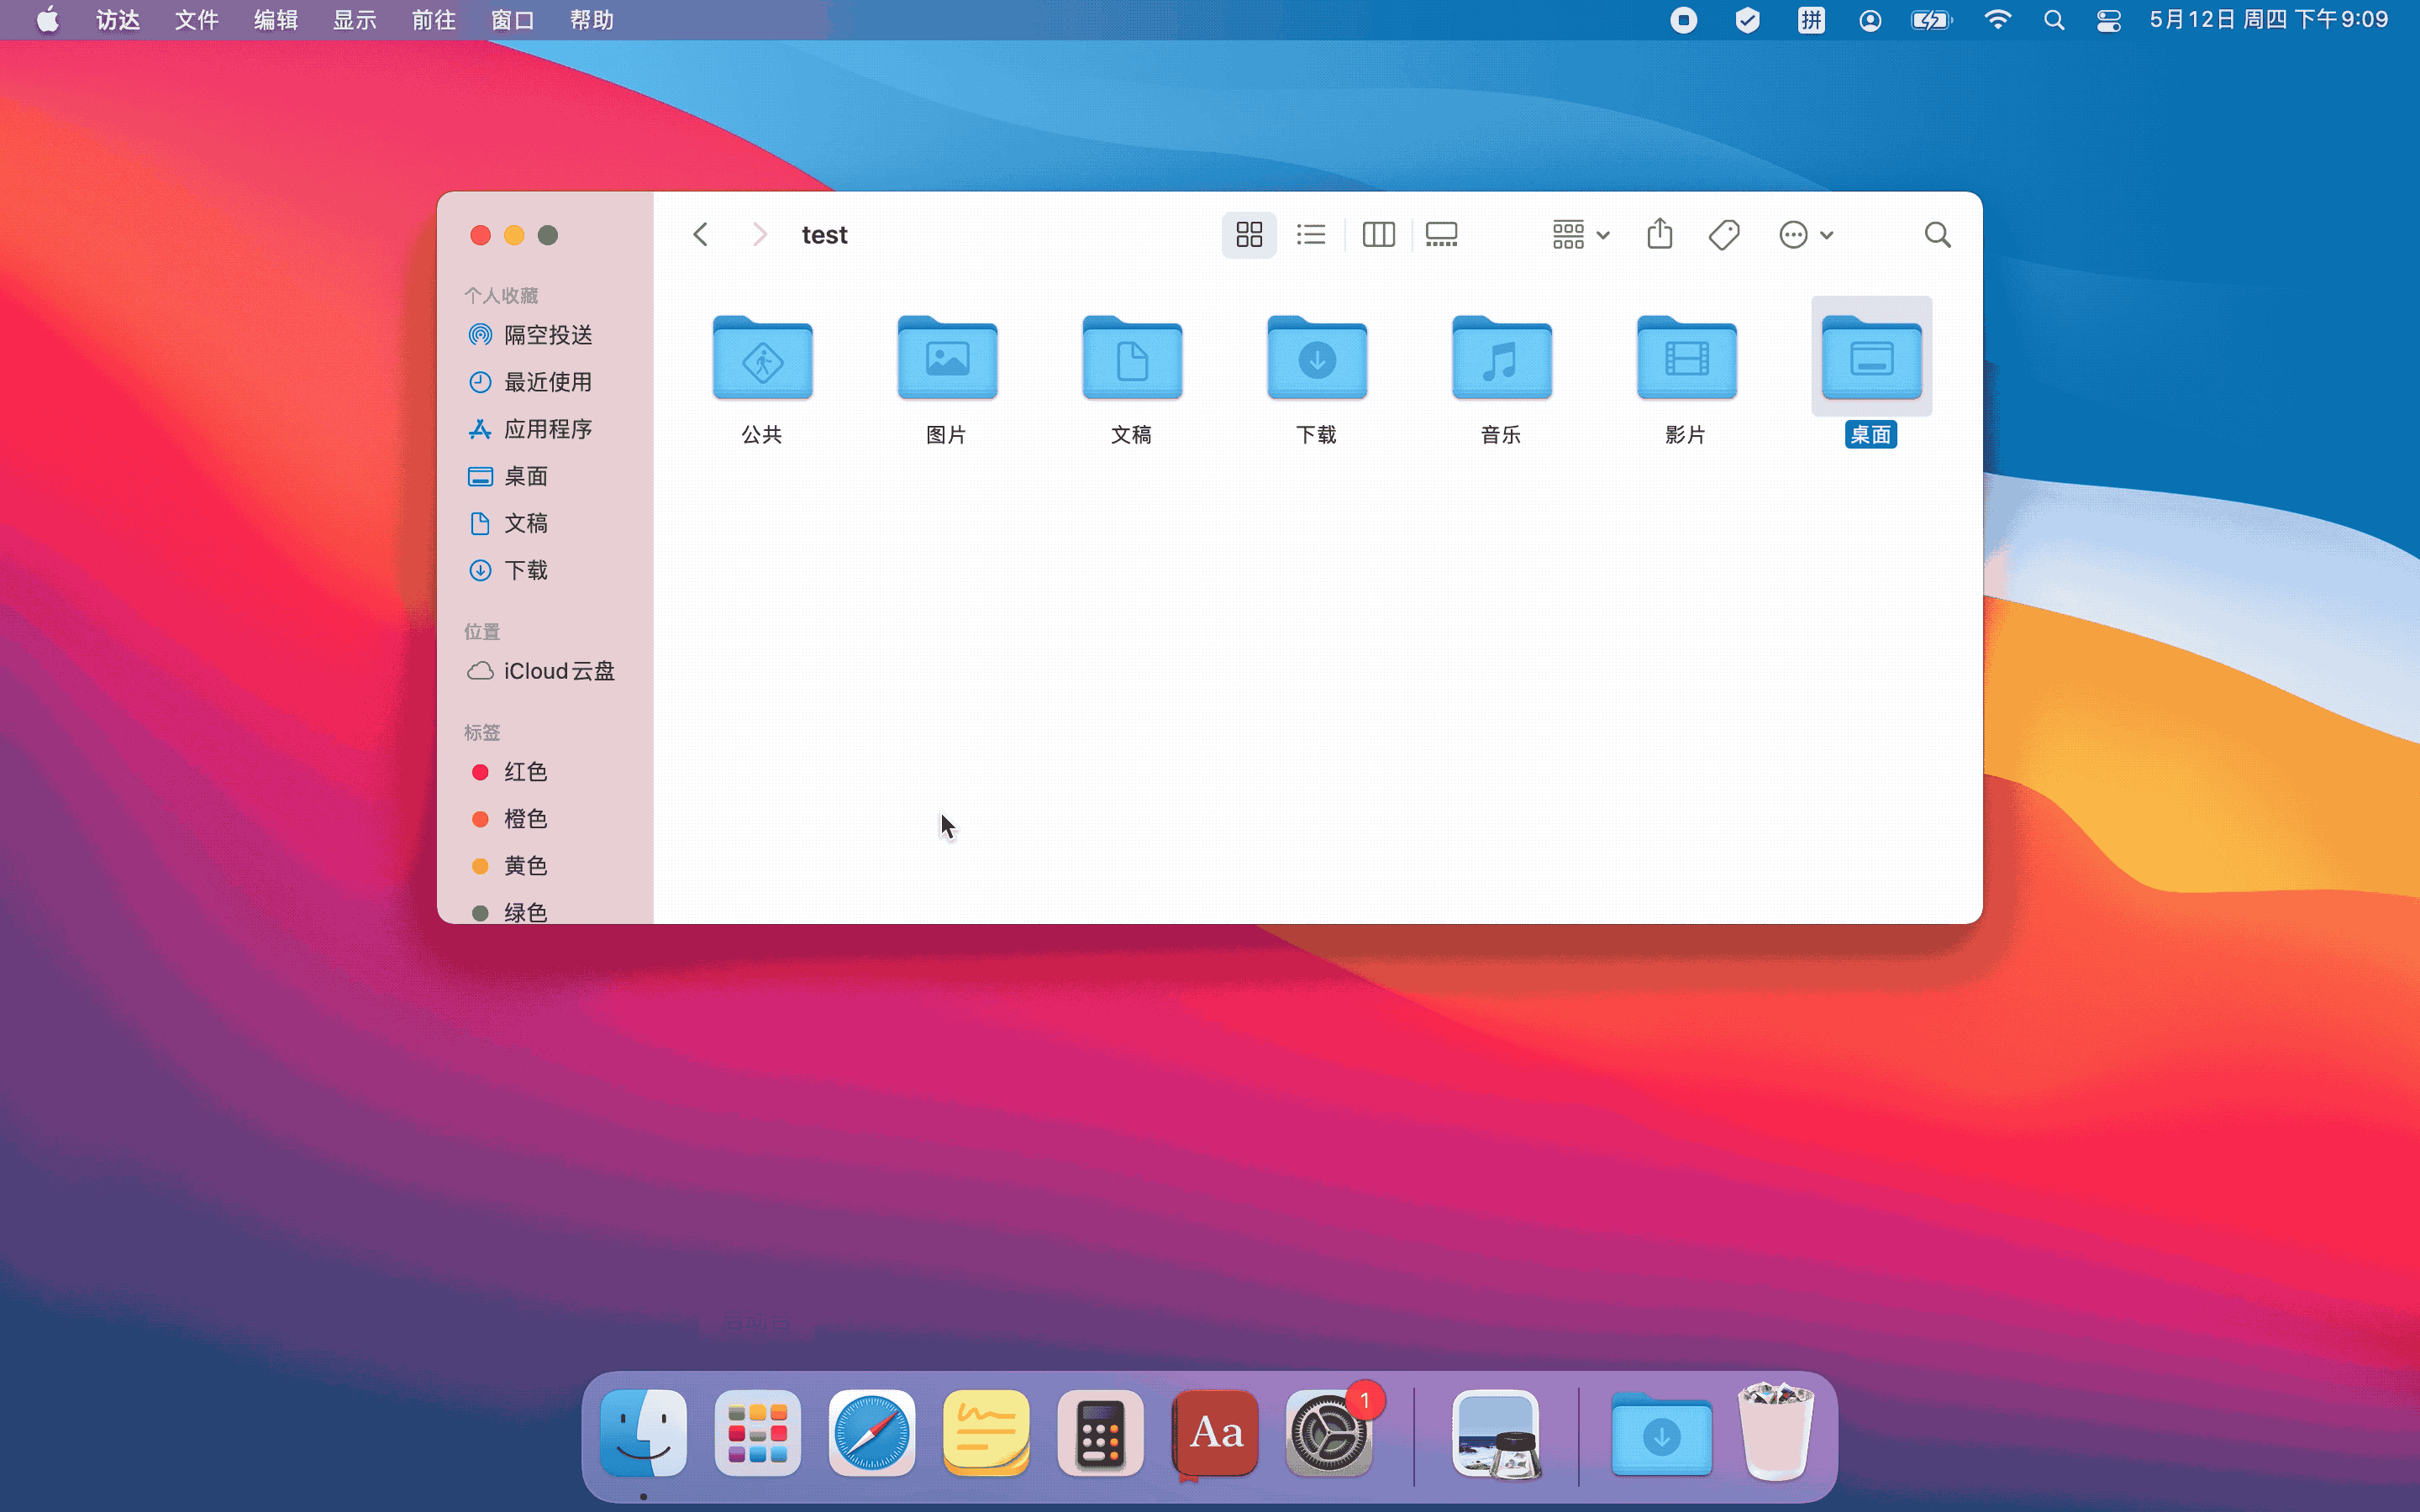 访达 文件 编辑 显示 前往 窗口 帮助 拼 5月12日 周四 下午9:09
test
个人收藏
隔空投送
最近使用
应用程序
桌面
文稿
下载
公共 图片 文稿 下载 音乐 影片 桌面
位置
iCloud云盘
标签
红色
橙色
黄色
绿色
启动台
Aa 1